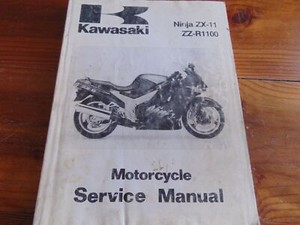 Kawasaki
Ninja ZX-11
ZZ-R1100
Motorcycle
Service Manual